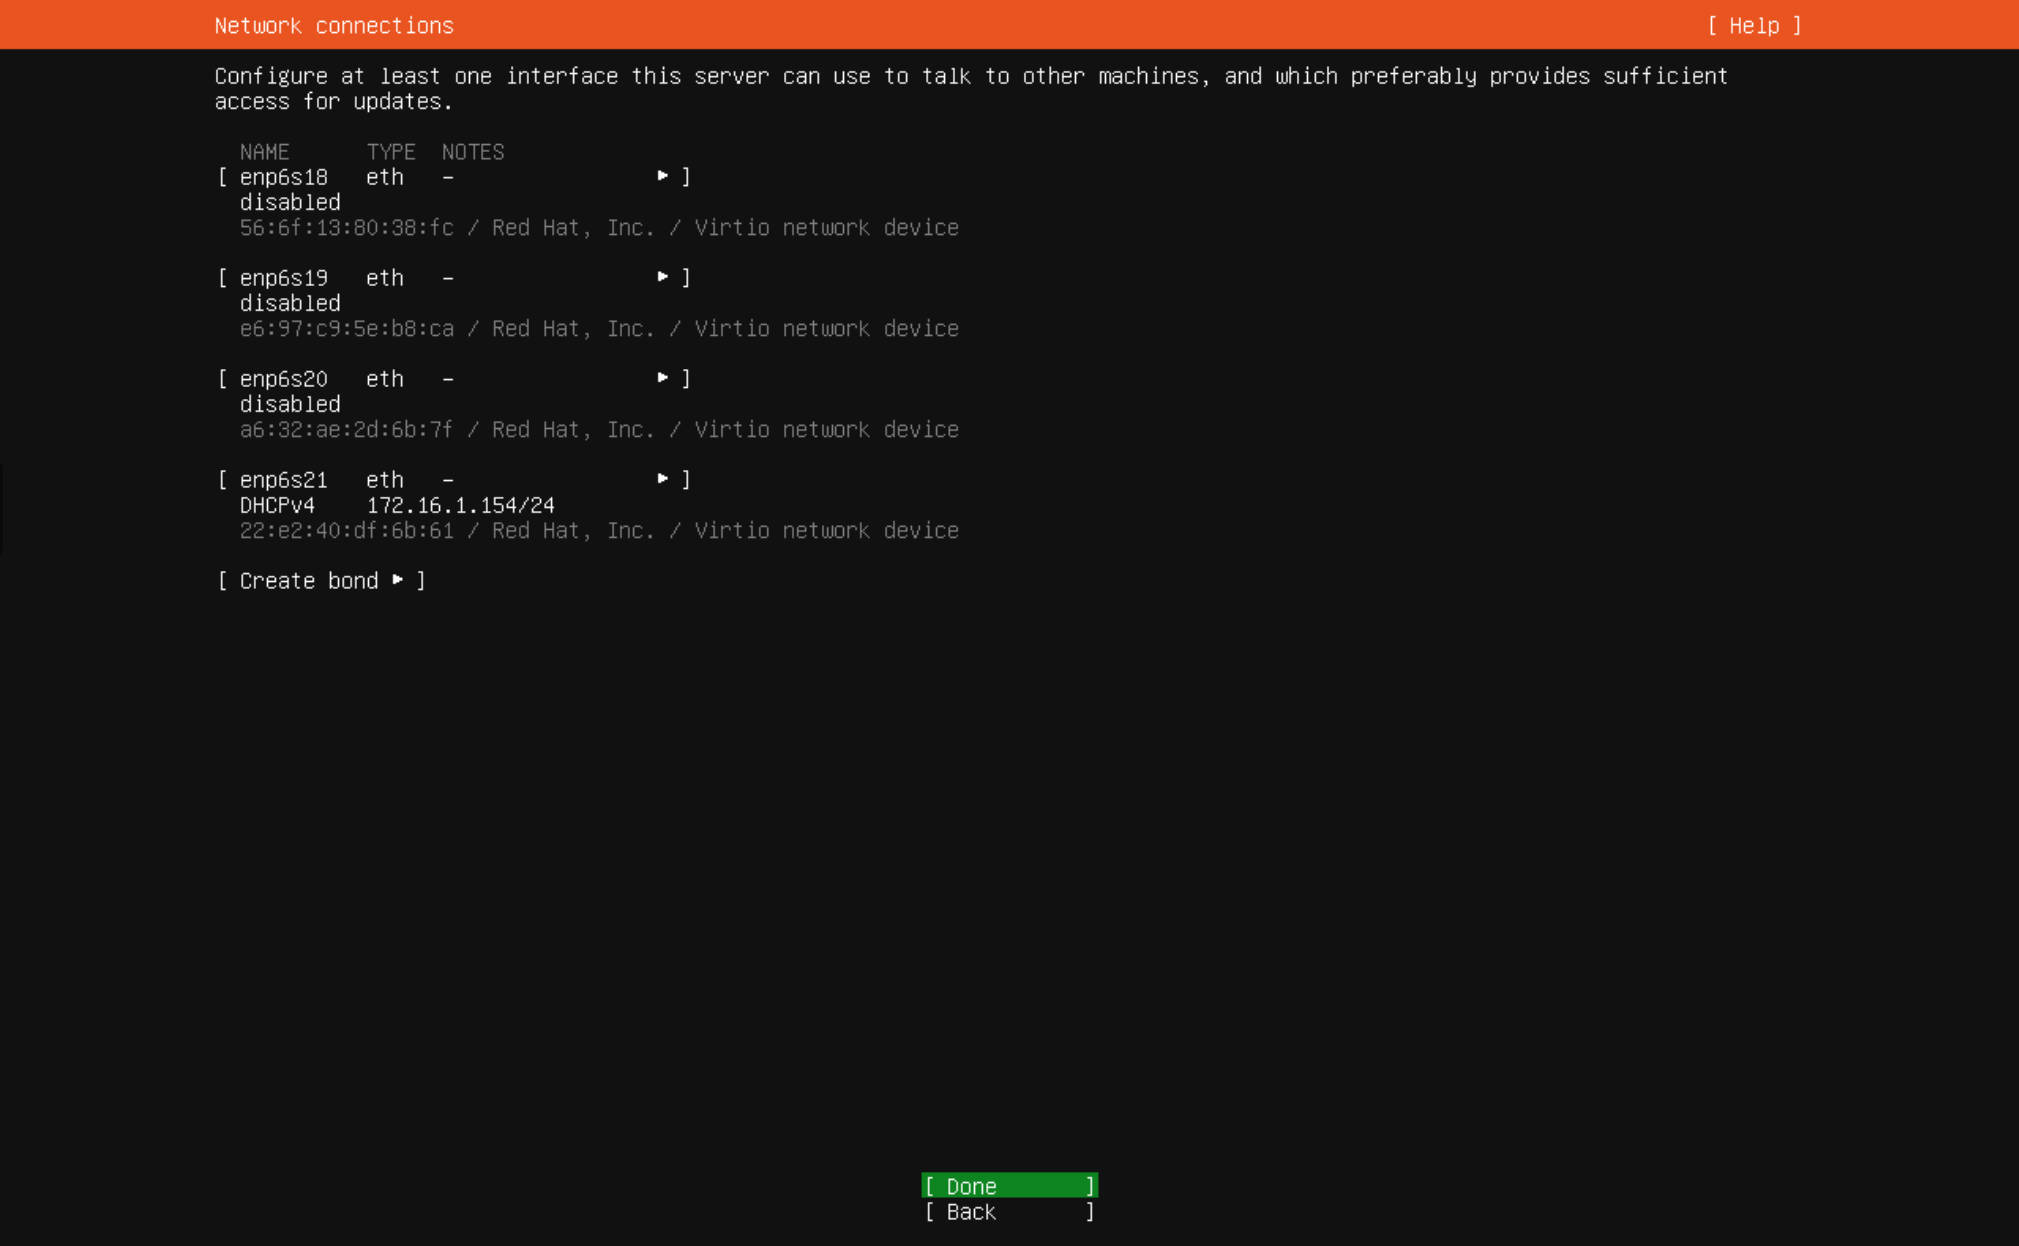 Network connections [ Help ]
Configure at least one interface this server can use to talk to other machines, and which preferably provides sufficient
access for updates.
NAME TYPE NOTES
[ enp6s18 eth - ▸ ]
disabled
56:6f:13:80:38:fc / Red Hat, Inc. / Virtio network device
[ enp6s19 eth - ▸ ]
disabled
e6:97:c9:5e:b8:ca / Red Hat, Inc. / Virtio network device
[ enp6s20 eth - ▸ ]
disabled
a6:32:ae:2d:6b:7f / Red Hat, Inc. / Virtio network device
[ enp6s21 eth - ▸ ]
DHCPv4 172.16.1.154/24
22:e2:40:df:6b:61 / Red Hat, Inc. / Virtio network device
[ Create bond ▸ ]
[ Done ]
[ Back ]